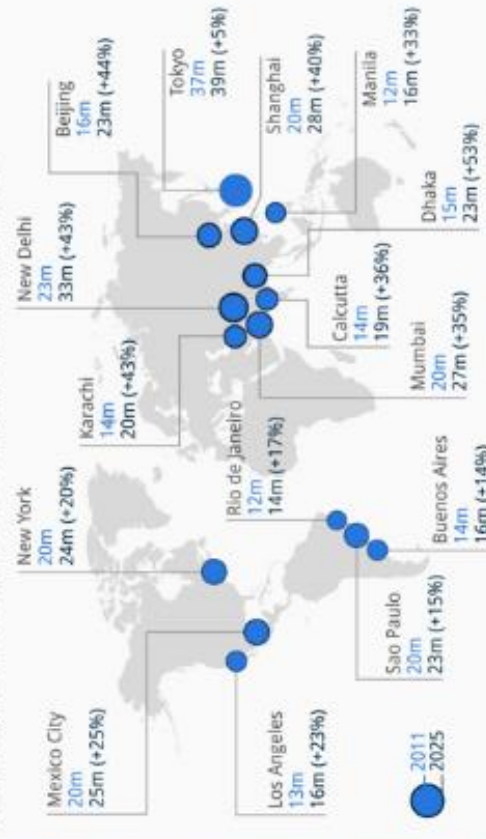 Mexico City
20m
25m (+25%)
New York
20m
24m (+20%)
Karachi
14m
20m (+43%)
New Delhi
23m
33m (+43%)
Beijing
16m
23m (+44%)
Tokyo
37m
39m (+5%)
Shanghai
20m
28m (+40%)
Manila
12m
16m (+33%)
Los Angeles
13m
16m (+23%)
Rio de Janeiro
12m
14m (+17%)
Calcutta
14m
19m (+36%)
Dhaka
15m
23m (+53%)
Sao Paulo
20m
23m (+15%)
Buenos Aires
14m
16m (+14%)
Mumbai
20m
27m (+35%)
2011
2025